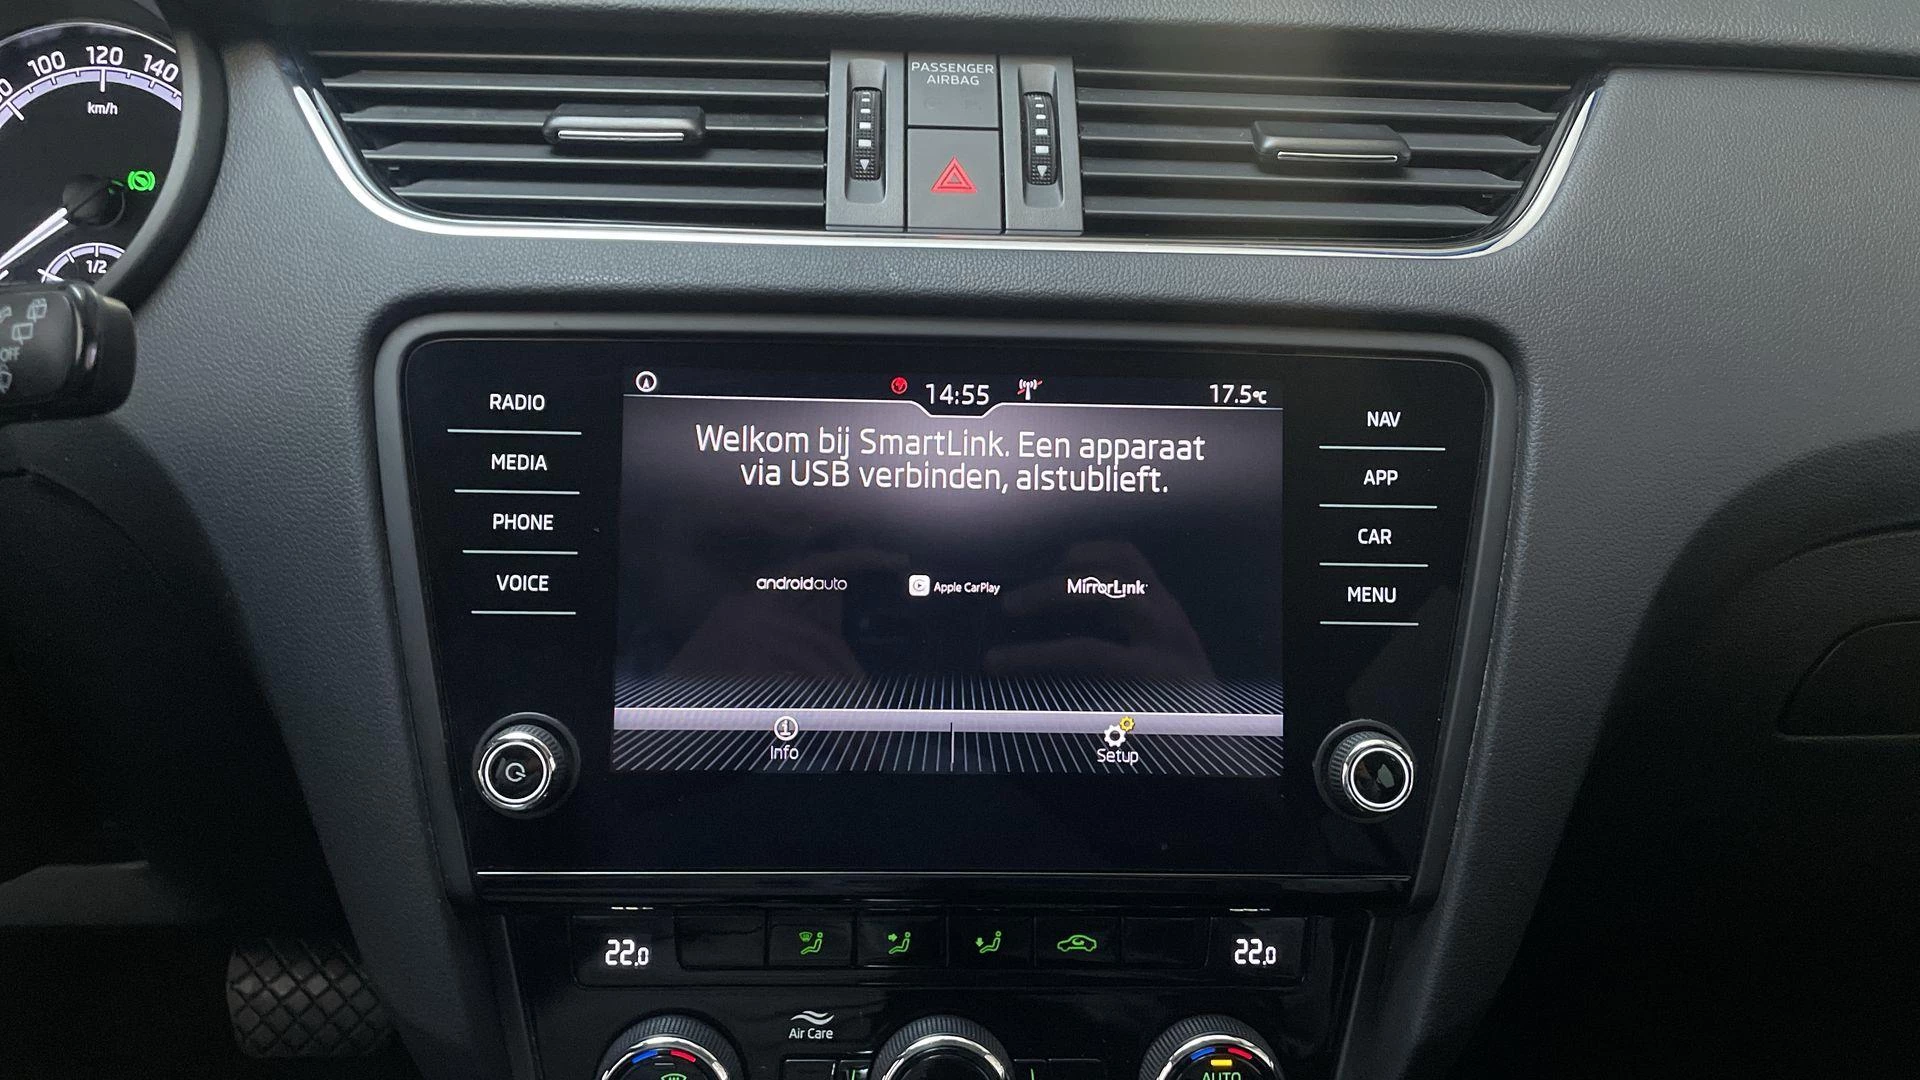 100
120
140
km/h
1/2
OFF
PASSENGER
AIRBAG
RADIO
MEDIA
PHONE
VOICE
14:55
17.5°C
Welkom bij SmartLink. Een apparaat
via USB verbinden, alstublieft.
androidauto
Apple CarPlay
MirrorLink
Info
Setup
NAV
APP
CAR
MENU
22.0
22.0
Air Care
AUTO